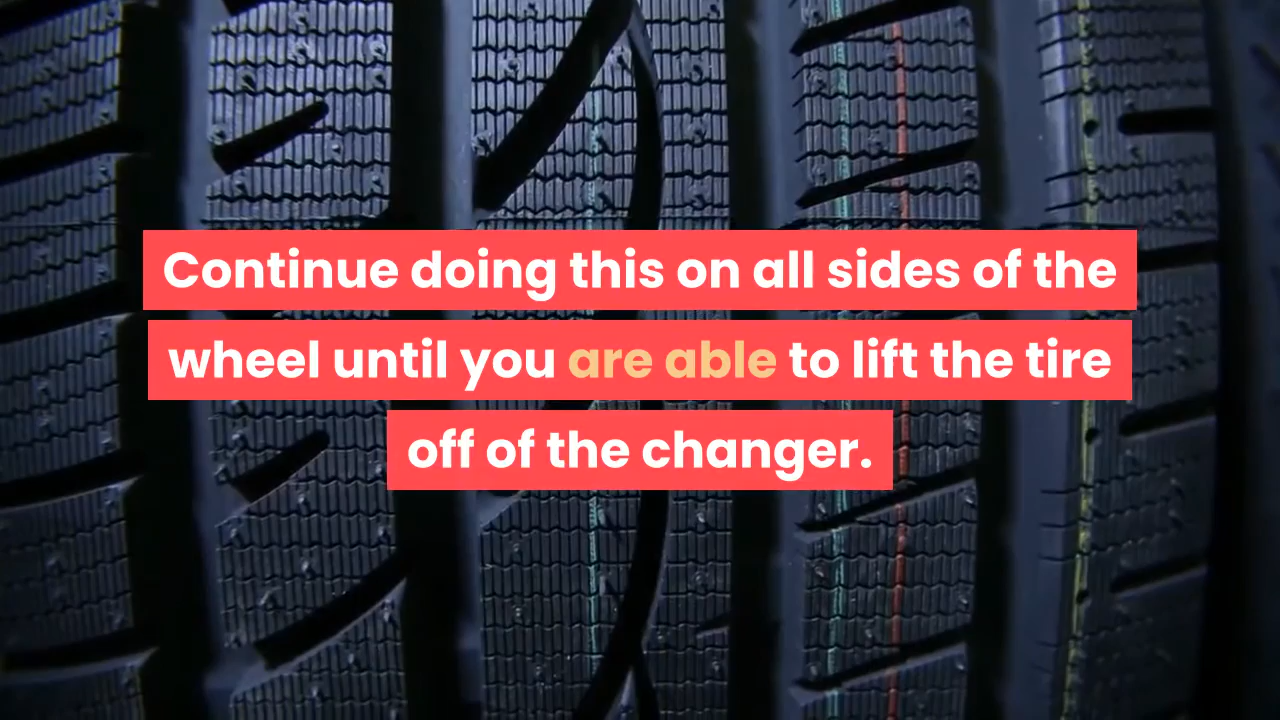 Continue doing this on all sides of the
wheel until you are able to lift the tire
off of the changer.